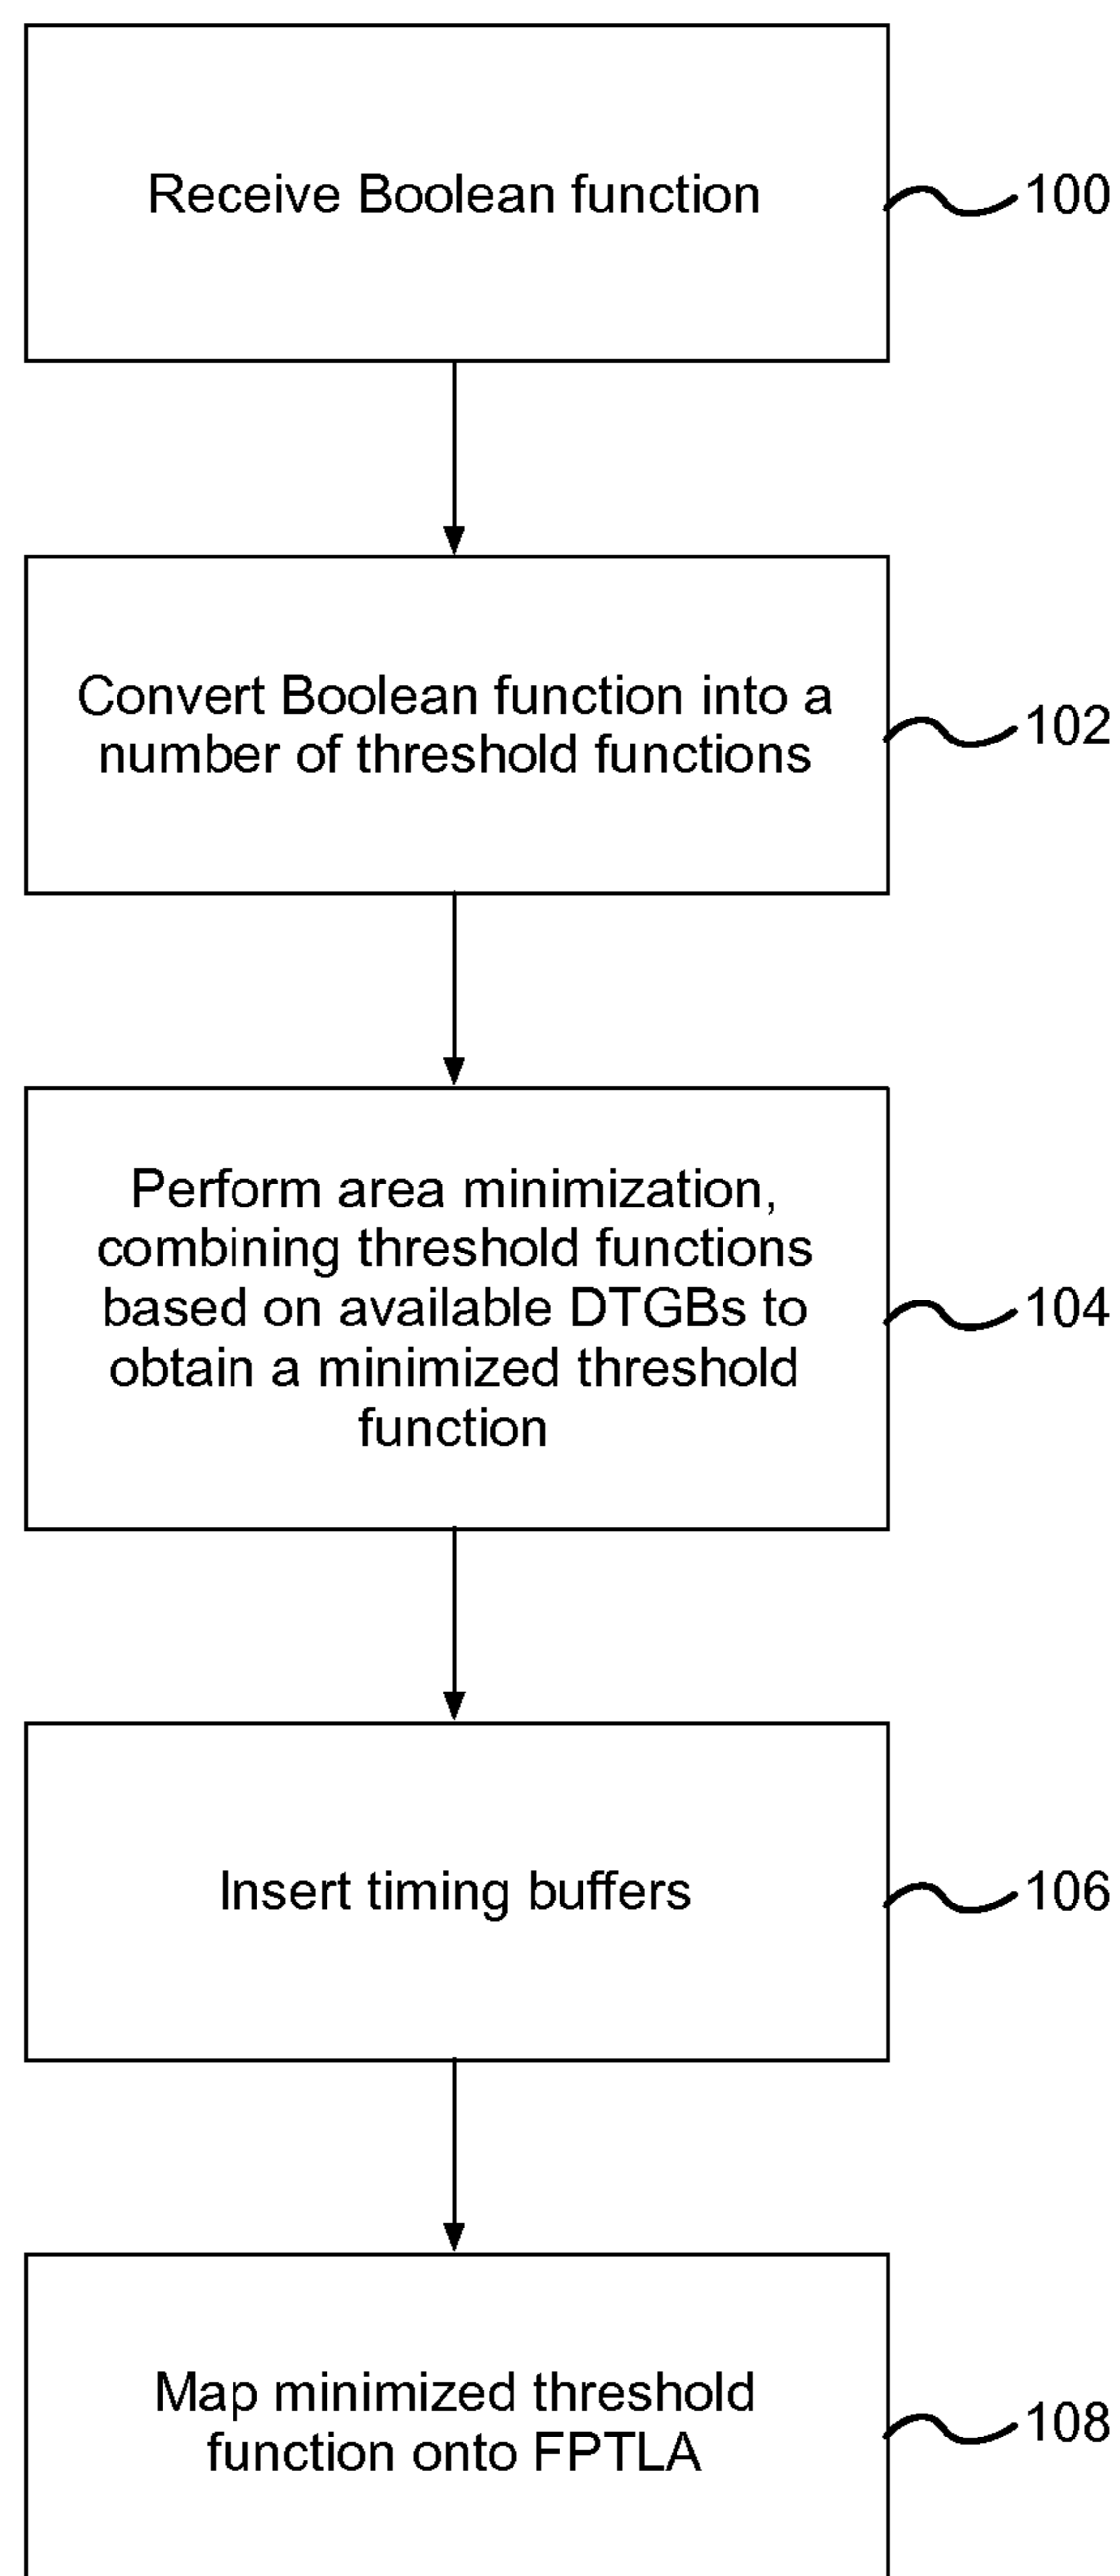 Receive Boolean function
100
Convert Boolean function into a
number of threshold functions
102
Perform area minimization,
combining threshold functions
based on available DTGBs to
obtain a minimized threshold
function
104
Insert timing buffers
106
Map minimized threshold
function onto FPTLA
108